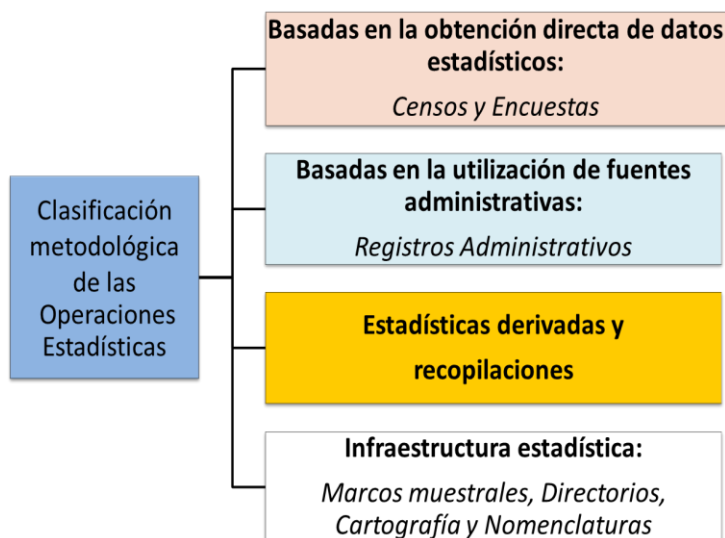 Clasificación
metodológica
de las
Operaciones
Estadísticas
Basadas en la obtención directa de datos
estadísticos:
Censos y Encuestas
Basadas en la utilización de fuentes
administrativas:
Registros Administrativos
Estadísticas derivadas y
recopilaciones
Infraestructura estadística:
Marcos muestrales, Directorios,
Cartografía y Nomenclaturas